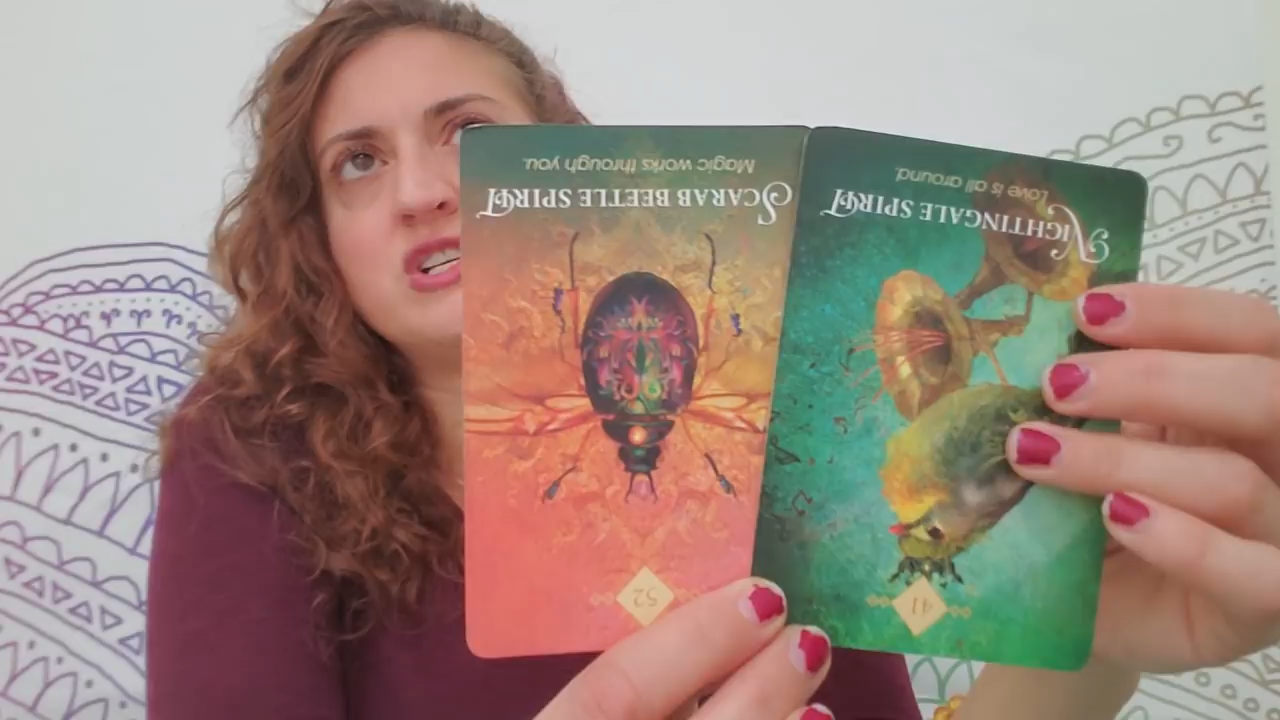 Magic works through you.
SCARAB BEETLE SPIRIT
52
Love is all around.
NIGHTINGALE SPIRIT
41